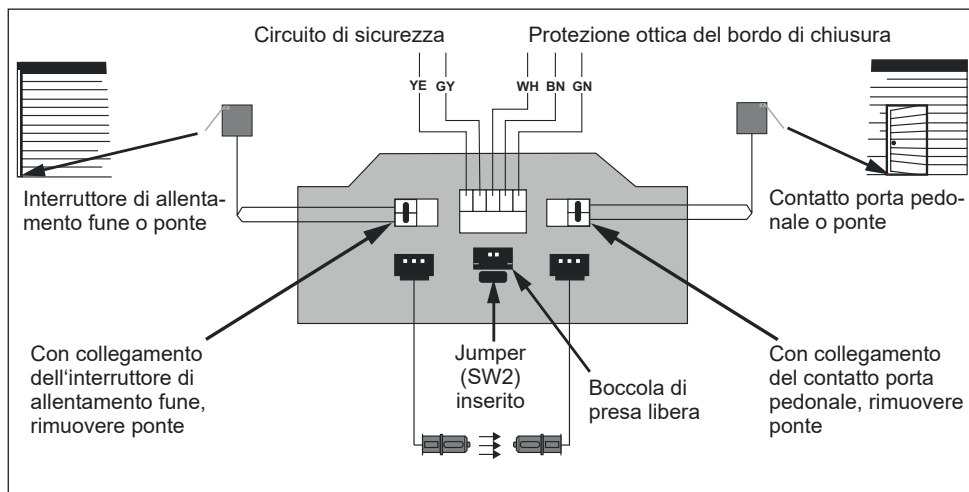 Circuito di sicurezza
Protezione ottica del bordo di chiusura
YE GY
WH BN GN
Interruttore di allenta-
mento fune o ponte
Contatto porta pedo-
nale o ponte
Con collegamento
dell'interruttore di
allentamento fune,
rimuovere ponte
Jumper
(SW2)
inserito
Boccola di
presa libera
Con collegamento
del contatto porta
pedonale, rimuovere
ponte